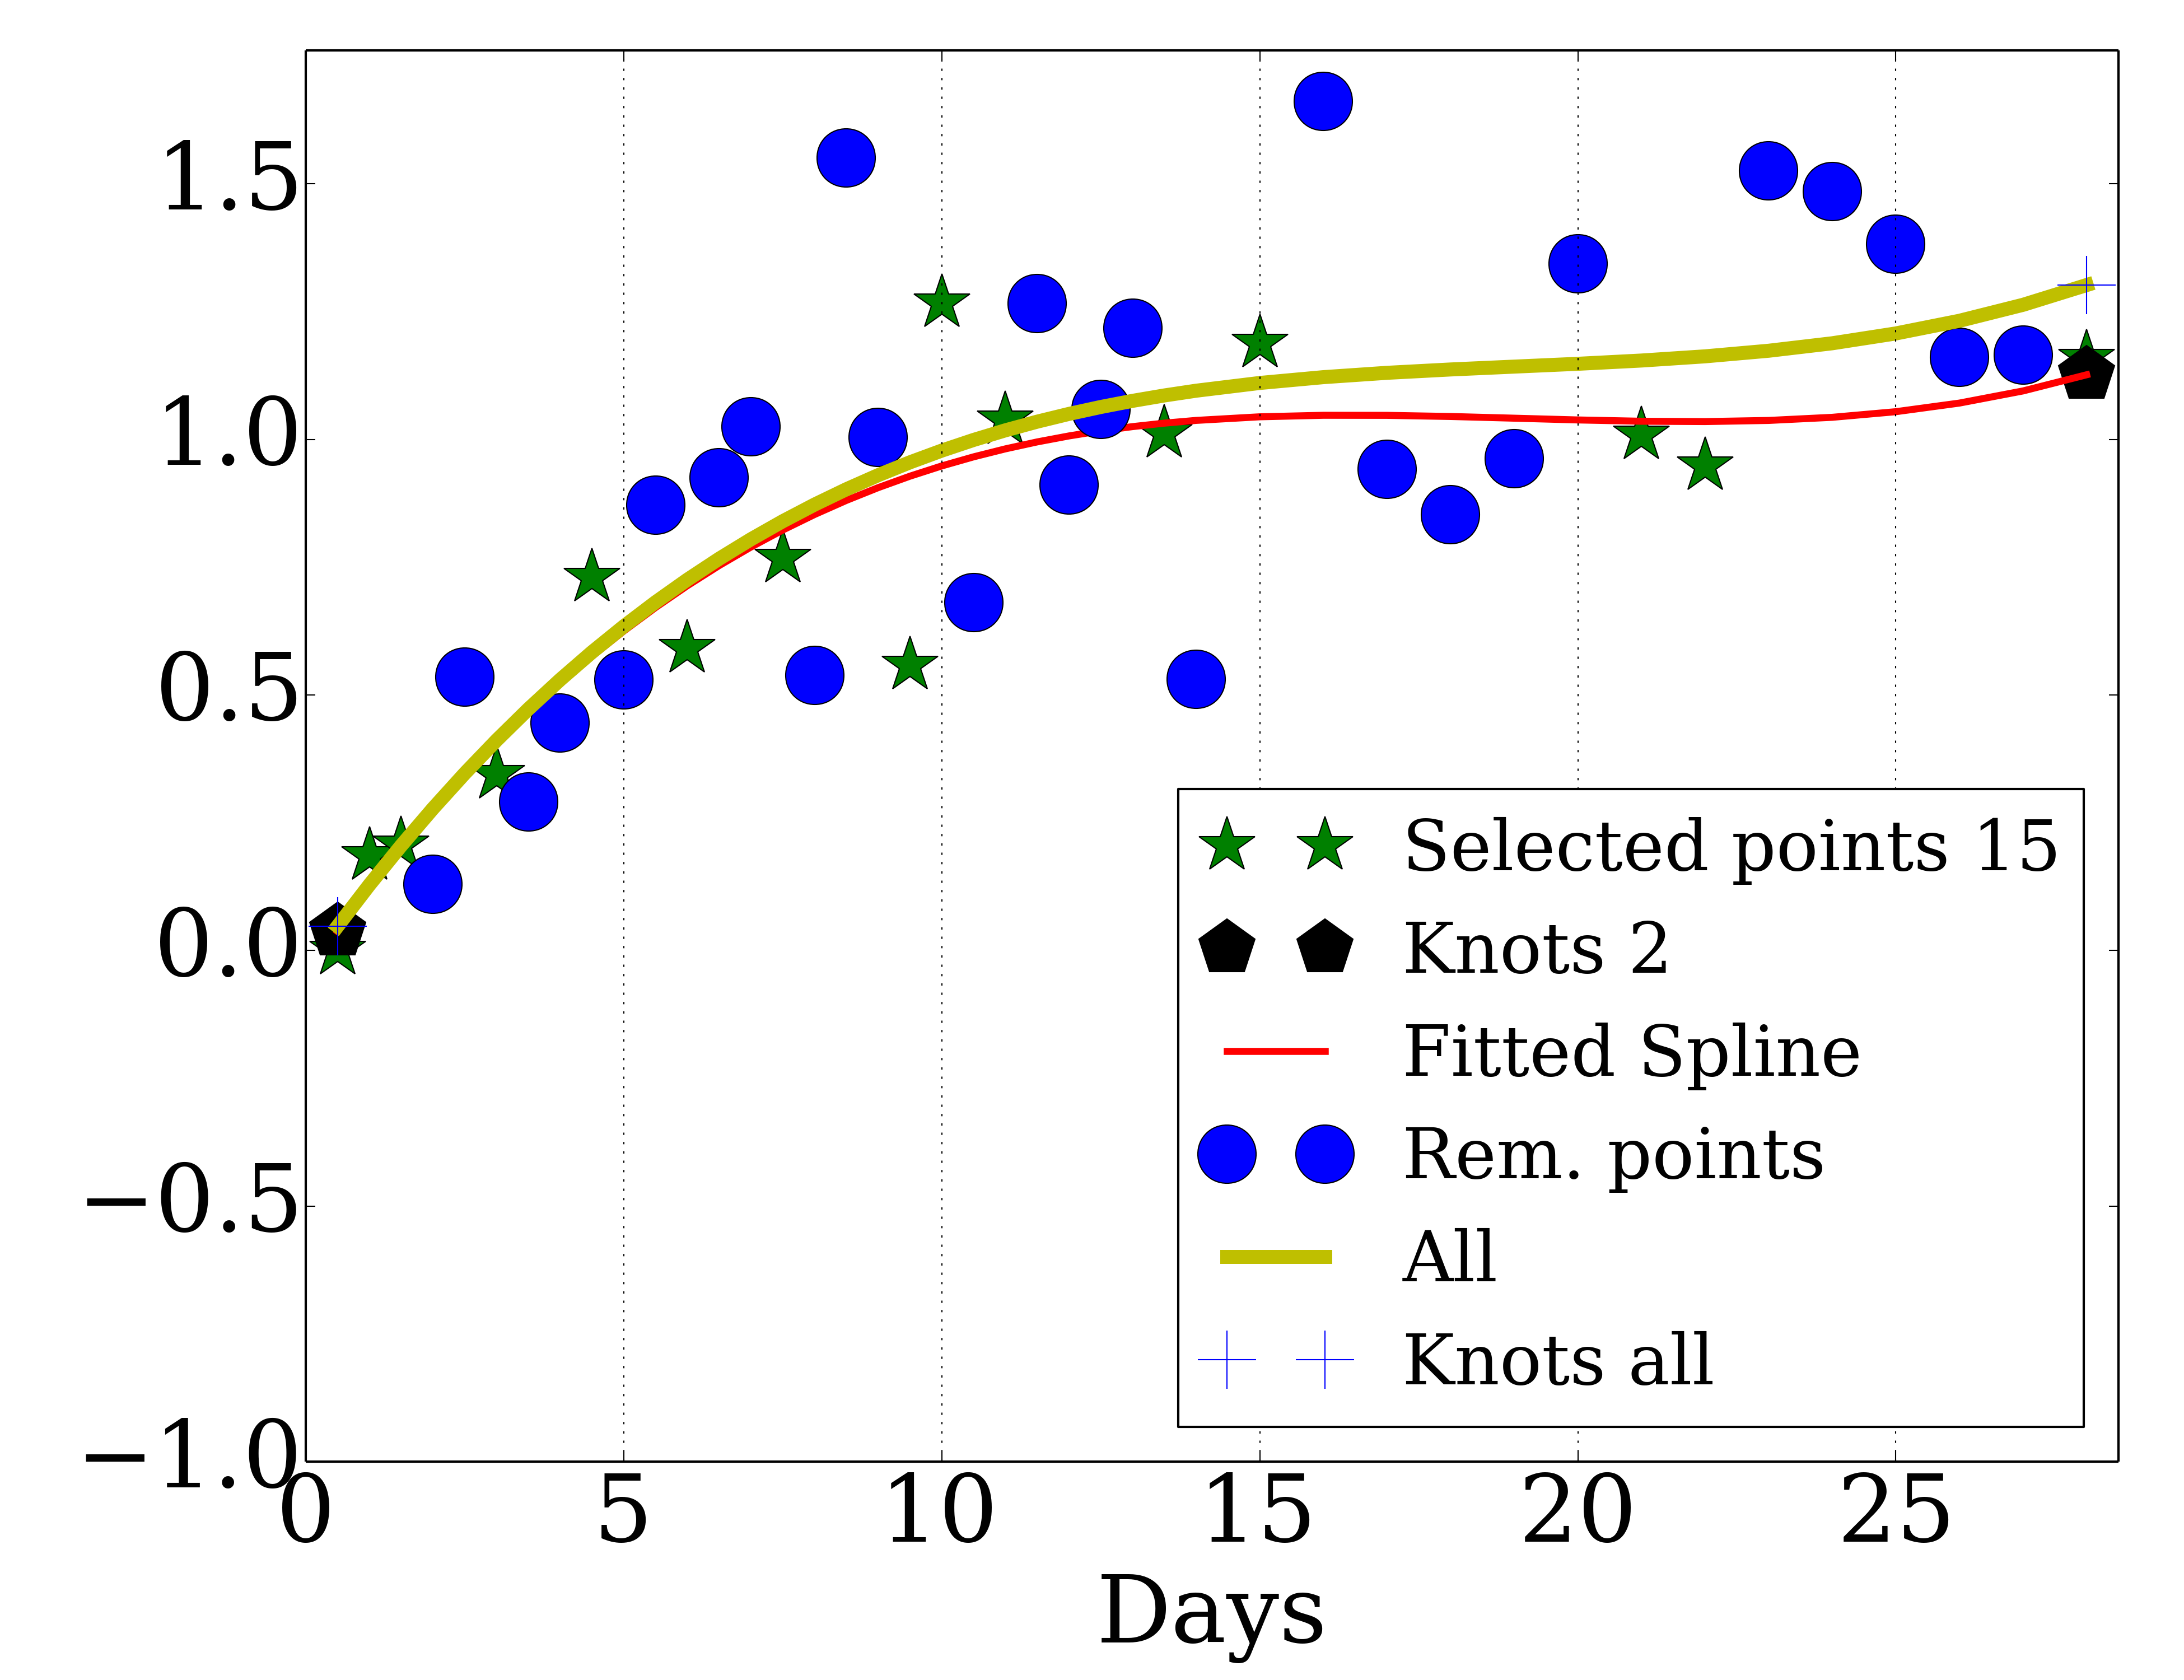 1.5
1.0
0.5
0.0
−0.5
−1.0
Selected points 15
Knots 2
Fitted Spline
Rem. points
All
Knots all
0 5 10 15 20 25
Days